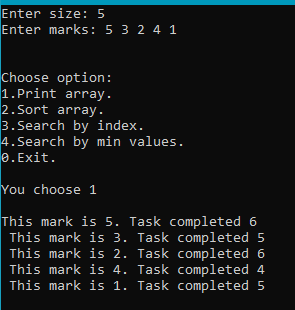 Enter size: 5
Enter marks: 5 3 2 4 1
Choose option:
1.Print array.
2.Sort array.
3.Search by index.
4.Search by min values.
0.Exit.
You choose 1
This mark is 5. Task completed 6
This mark is 3. Task completed 5
This mark is 2. Task completed 6
This mark is 4. Task completed 4
This mark is 1. Task completed 5